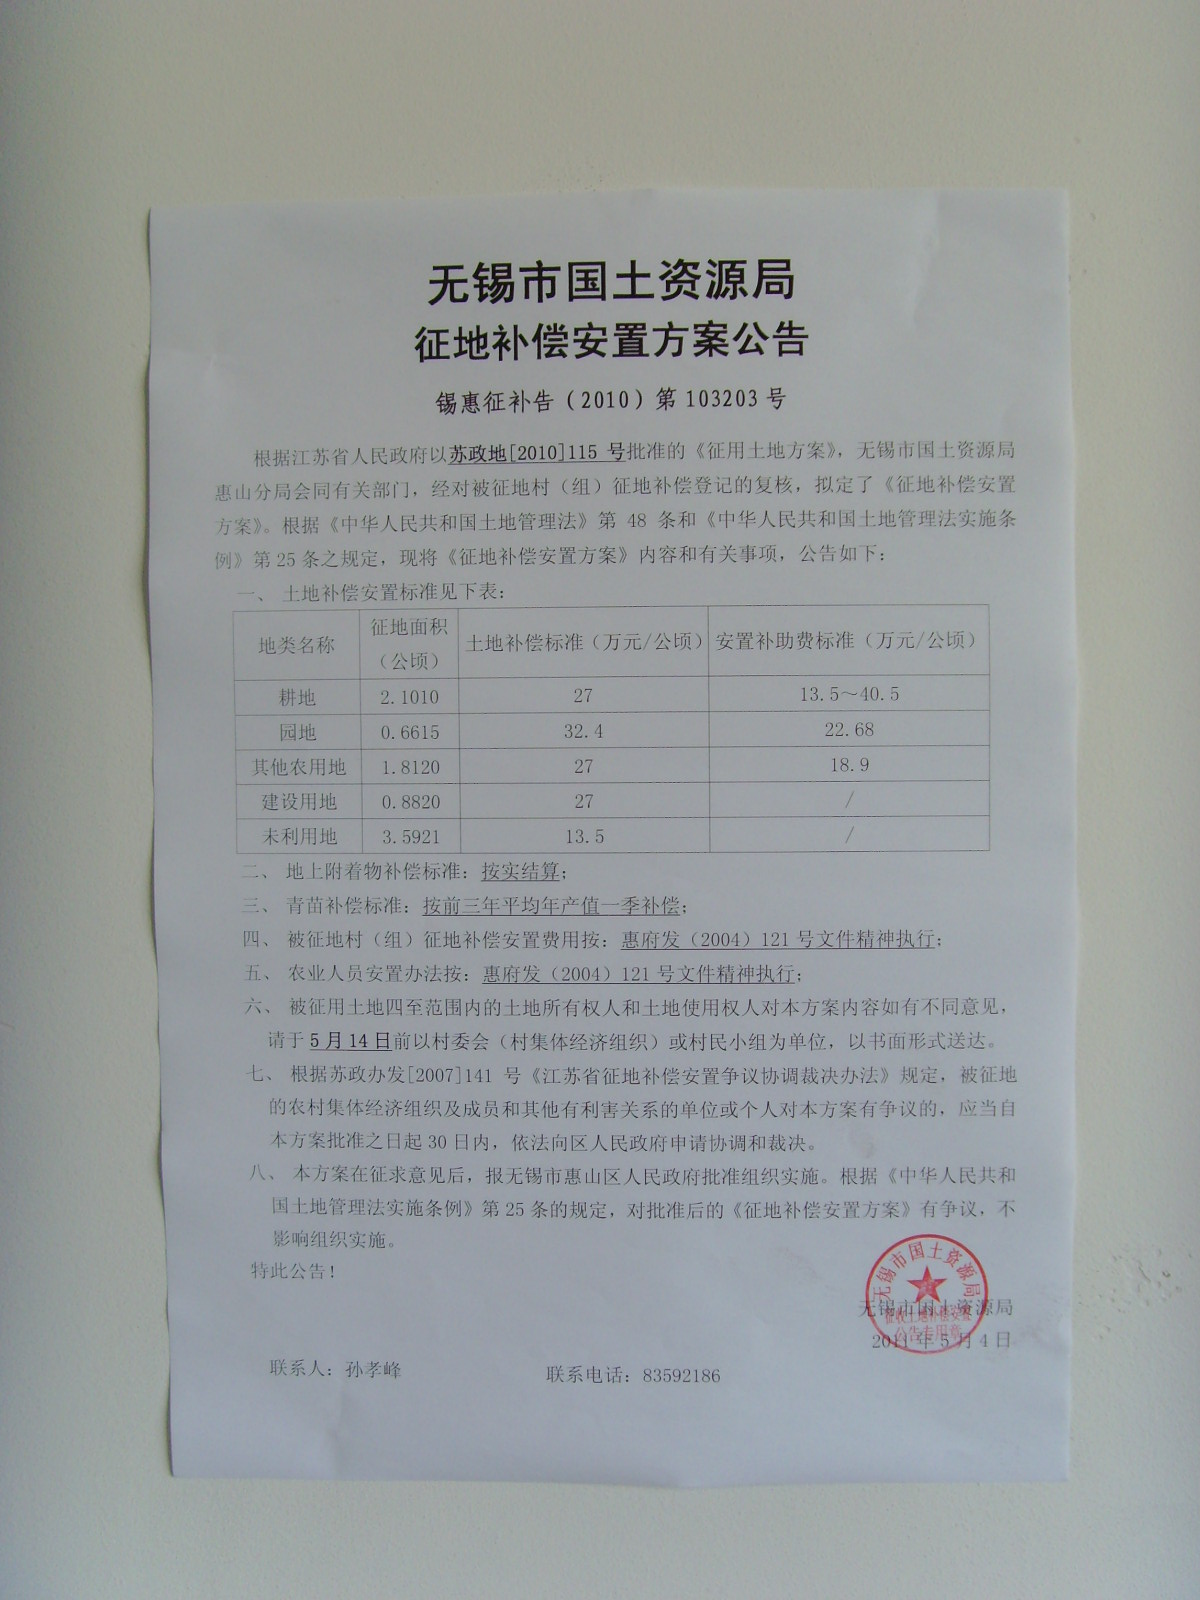 无锡市国土资源局
征地补偿安置方案公告
锡惠征补告（2010）第103203号
根据江苏省人民政府以苏政地[2010]115 号批准的《征用土地方案》，无锡市国土资源局
惠山分局会同有关部门，经对被征地村（组）征地补偿登记的复核，拟定了《征地补偿安置
方案》。根据《中华人民共和国土地管理法》第 48 条和《中华人民共和国土地管理法实施条
例》第 25 条之规定，现将《征地补偿安置方案》内容和有关事项，公告如下：
一、 土地补偿安置标准见下表：
地类名称 征地面积（公顷） 土地补偿标准（万元/公顷） 安置补助费标准（万元/公顷）
耕地 2.1010 27 13.5～40.5
园地 0.6615 32.4 22.68
其他农用地 1.8120 27 18.9
建设用地 0.8820 27 /
未利用地 3.5921 13.5 /
二、 地上附着物补偿标准：按实结算；
三、 青苗补偿标准：按前三年平均年产值一季补偿；
四、 被征地村（组）征地补偿安置费用按：惠府发（2004）121 号文件精神执行；
五、 农业人员安置办法按：惠府发（2004）121 号文件精神执行；
六、 被征用土地四至范围内的土地所有权人和土地使用权人对本方案内容如有不同意见，
请于 5 月 14 日前以村委会（村集体经济组织）或村民小组为单位，以书面形式送达。
七、 根据苏政办发[2007]141 号《江苏省征地补偿安置争议协调裁决办法》规定，被征地
的农村集体经济组织及成员和其他有利害关系的单位或个人对本方案有争议的，应当自
本方案批准之日起 30 日内，依法向区人民政府申请协调和裁决。
八、 本方案在征求意见后，报无锡市惠山区人民政府批准组织实施。根据《中华人民共和
国土地管理法实施条例》第 25 条的规定，对批准后的《征地补偿安置方案》有争议，不
影响组织实施。
特此公告！
无锡市国土资源局
征收土地补偿安置
公告专用章
无锡市国土资源局
2011 年 5 月 4 日
联系人：孙孝峰 联系电话：83592186